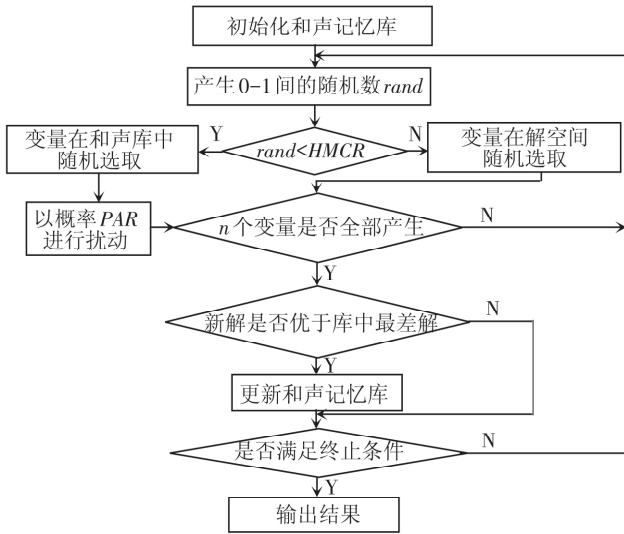 初始化和声记忆库
产生0-1间的随机数rand
Y
N
变量在和声库中
随机选取
rand<HMCR
变量在解空间
随机选取
以概率PAR
进行扰动
n个变量是否全部产生
N
Y
新解是否优于库中最差解
N
Y
更新和声记忆库
是否满足终止条件
N
Y
输出结果